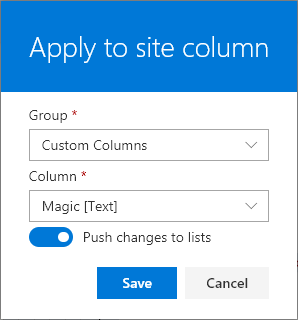 Apply to site column
Group *
Custom Columns
Column *
Magic [Text]
Push changes to lists
Save Cancel